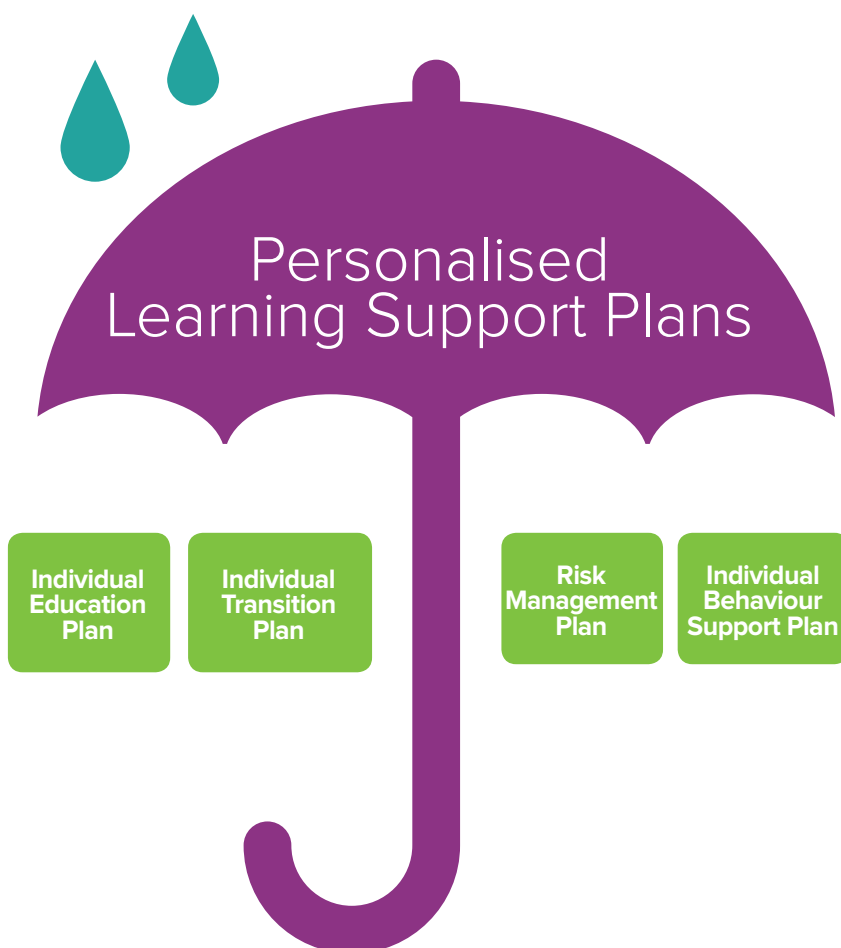 Personalised
Learning Support Plans
Individual
Education
Plan
Individual
Transition
Plan
Risk
Management
Plan
Individual
Behaviour
Support Plan